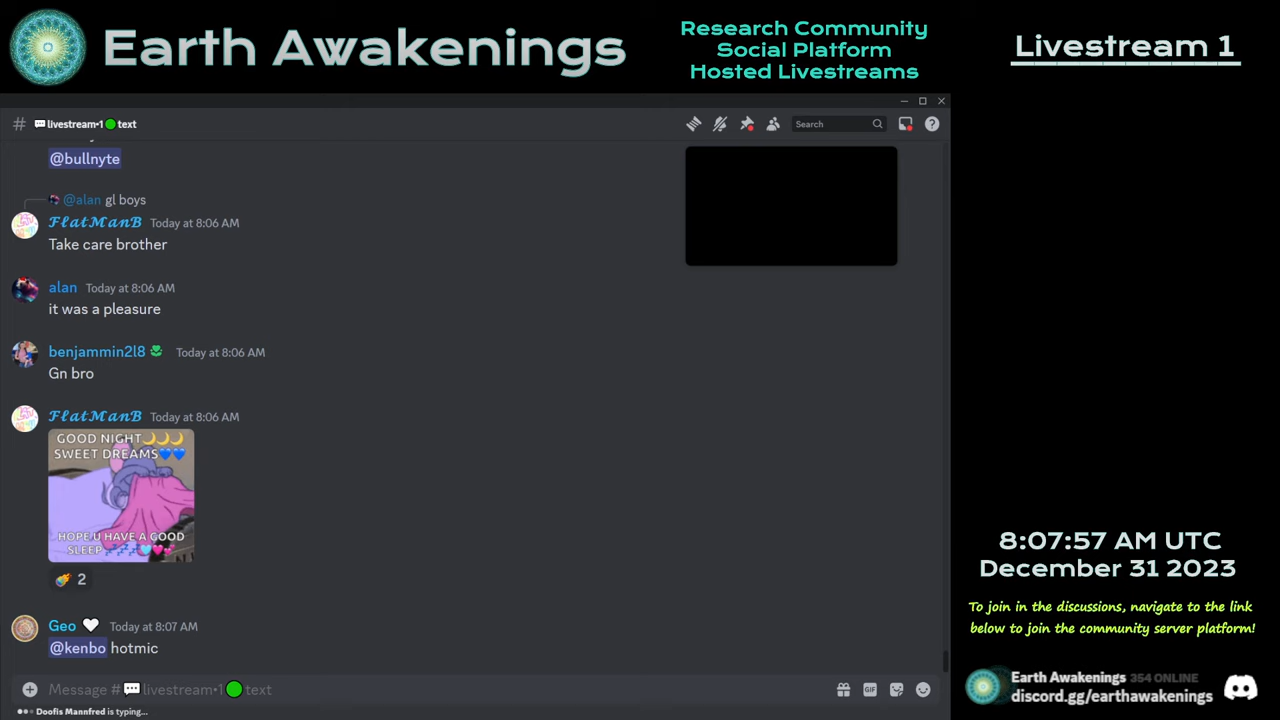 Earth Awakenings
Research Community
Social Platform
Hosted Livestreams
Livestream 1
# 💬livestream•1🟢text
Search
@bullnyte
@alan gl boys
𝓕𝓵𝓪𝓽𝓜𝓪𝓷𝓑 Today at 8:06 AM
Take care brother
alan Today at 8:06 AM
it was a pleasure
benjammin2l8 Today at 8:06 AM
Gn bro
𝓕𝓵𝓪𝓽𝓜𝓪𝓷𝓑 Today at 8:06 AM
GOOD NIGHT🌙🌙🌙
SWEET DREAMS💙💙
HOPE U HAVE A GOOD
SLEEP 💤💤💤🩵💗💕
2
Geo 🤍 Today at 8:07 AM
@kenbo hotmic
Message #💬livestream•1🟢text
GIF
Doofis Mannfred is typing...
8:07:57 AM UTC
December 31 2023
To join in the discussions, navigate to the link
below to join the community server platform!
Earth Awakenings 354 ONLINE
discord.gg/earthawakenings